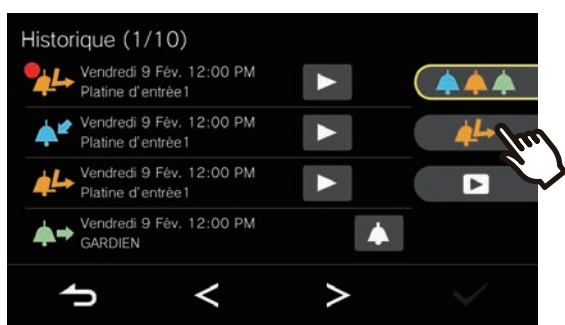 Historique (1/10)
Vendredi 9 Fév. 12:00 PM
Platine d'entrée1
Vendredi 9 Fév. 12:00 PM
Platine d'entrée1
Vendredi 9 Fév. 12:00 PM
Platine d'entrée1
Vendredi 9 Fév. 12:00 PM
GARDIEN